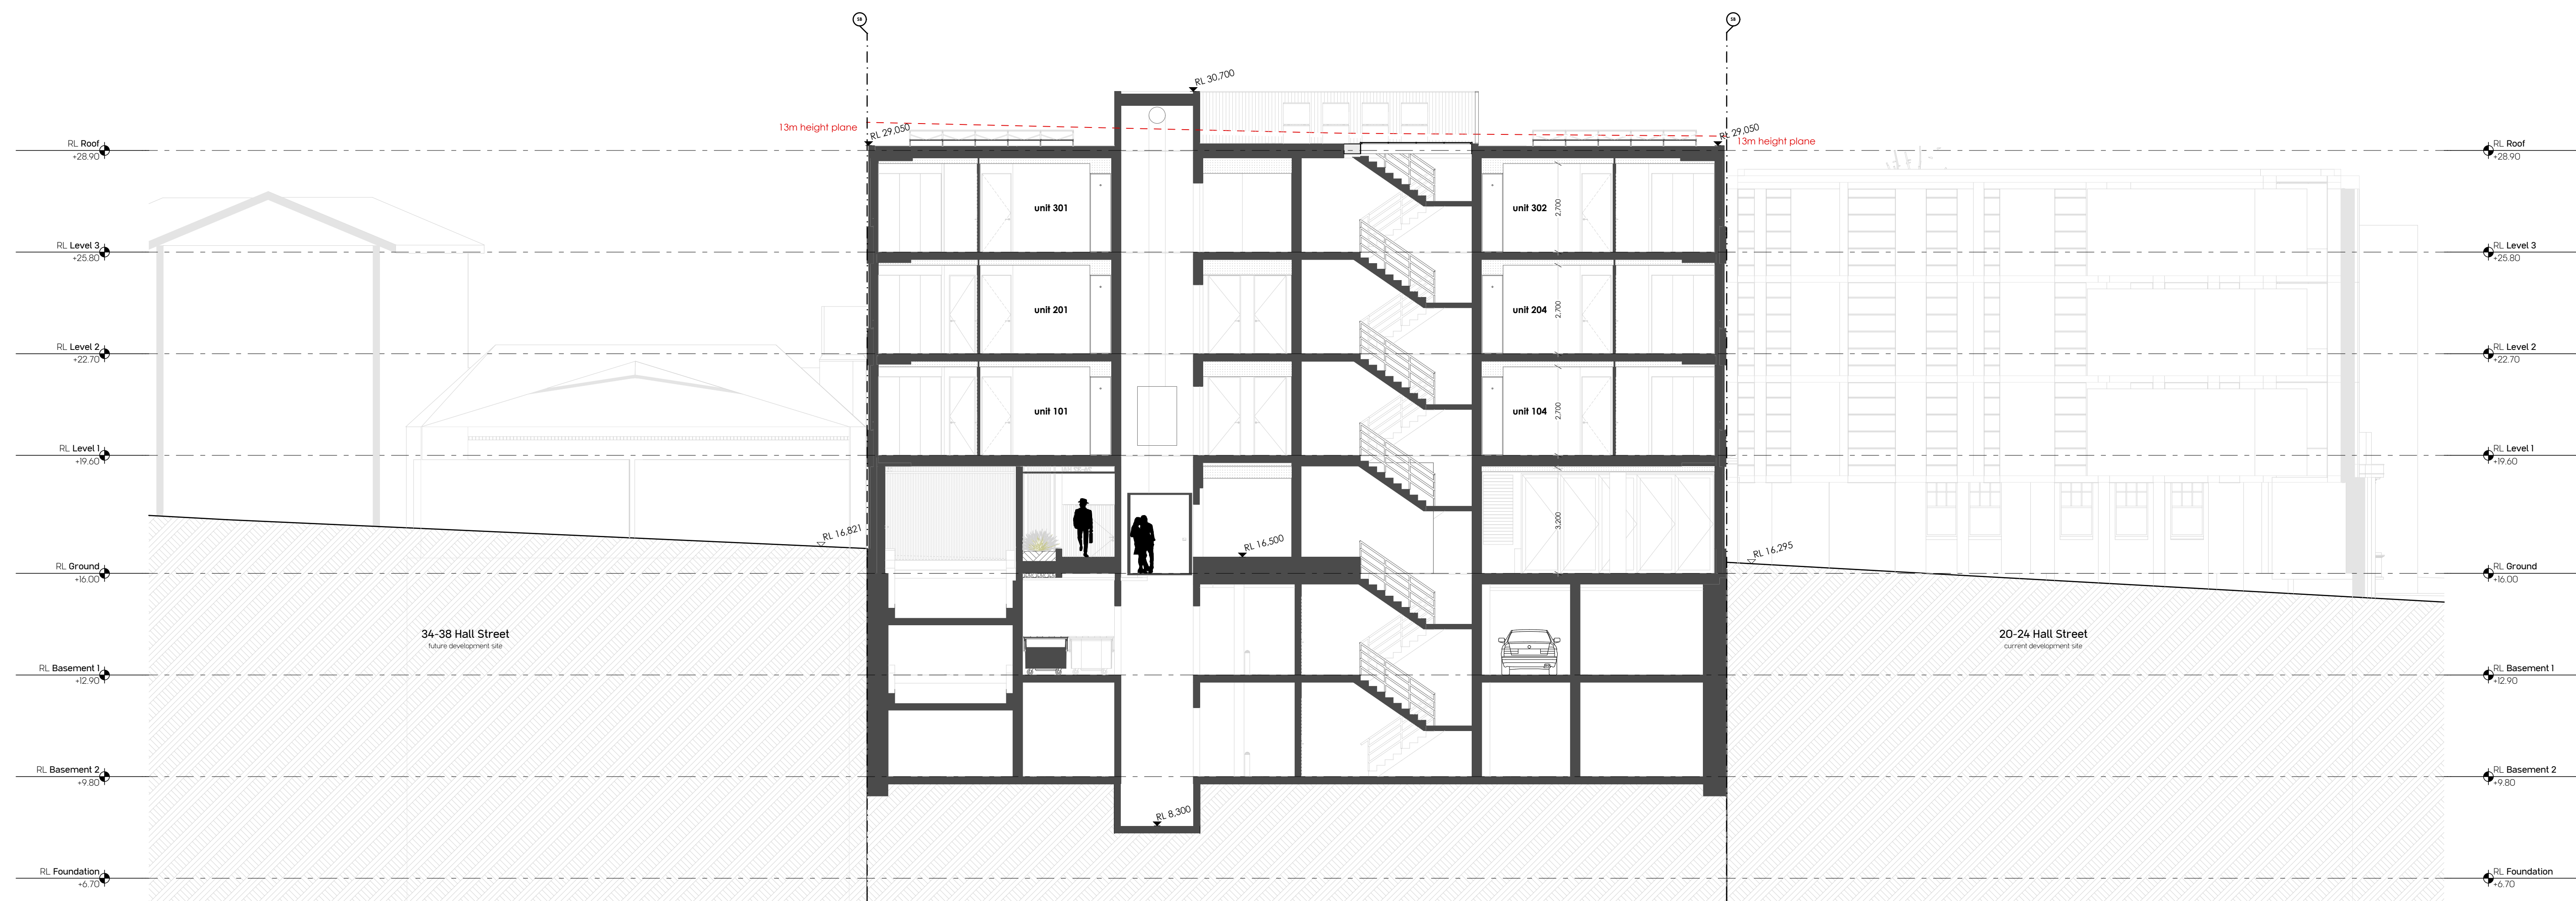 SB
SB
RL 30,700
13m height plane
RL 29,050
RL 29,050
13m height plane
RL Roof
+28.90
RL Roof
+28.90
unit 301
unit 302
2,700
RL Level 3
+25.80
RL Level 3
+25.80
unit 201
unit 204
2,700
RL Level 2
+22.70
RL Level 2
+22.70
unit 101
unit 104
2,700
RL Level 1
+19.60
RL Level 1
+19.60
3,200
RL 16,821
RL 16,500
RL 16,295
RL Ground
+16.00
RL Ground
+16.00
34-38 Hall Street
future development site
20-24 Hall Street
current development site
RL Basement 1
+12.90
RL Basement 1
+12.90
RL Basement 2
+9.80
RL Basement 2
+9.80
RL 8,300
RL Foundation
+6.70
RL Foundation
+6.70